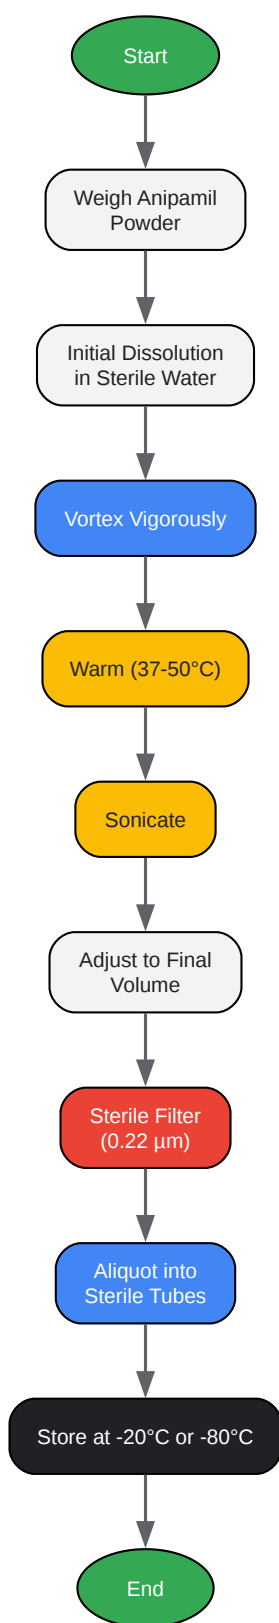 Start
Weigh Anipamil
Powder
Initial Dissolution
in Sterile Water
Vortex Vigorously
Warm (37-50°C)
Sonicate
Adjust to Final
Volume
Sterile Filter
(0.22 µm)
Aliquot into
Sterile Tubes
Store at -20°C or -80°C
End